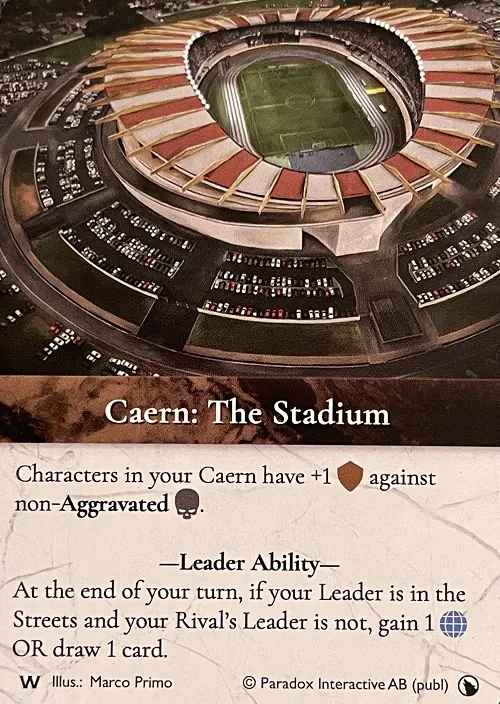 Caern: The Stadium
Characters in your Caern have +1 against
non-Aggravated .
—Leader Ability—
At the end of your turn, if your Leader is in the
Streets and your Rival's Leader is not, gain 1
OR draw 1 card.
W Illus.: Marco Primo © Paradox Interactive AB (publ)